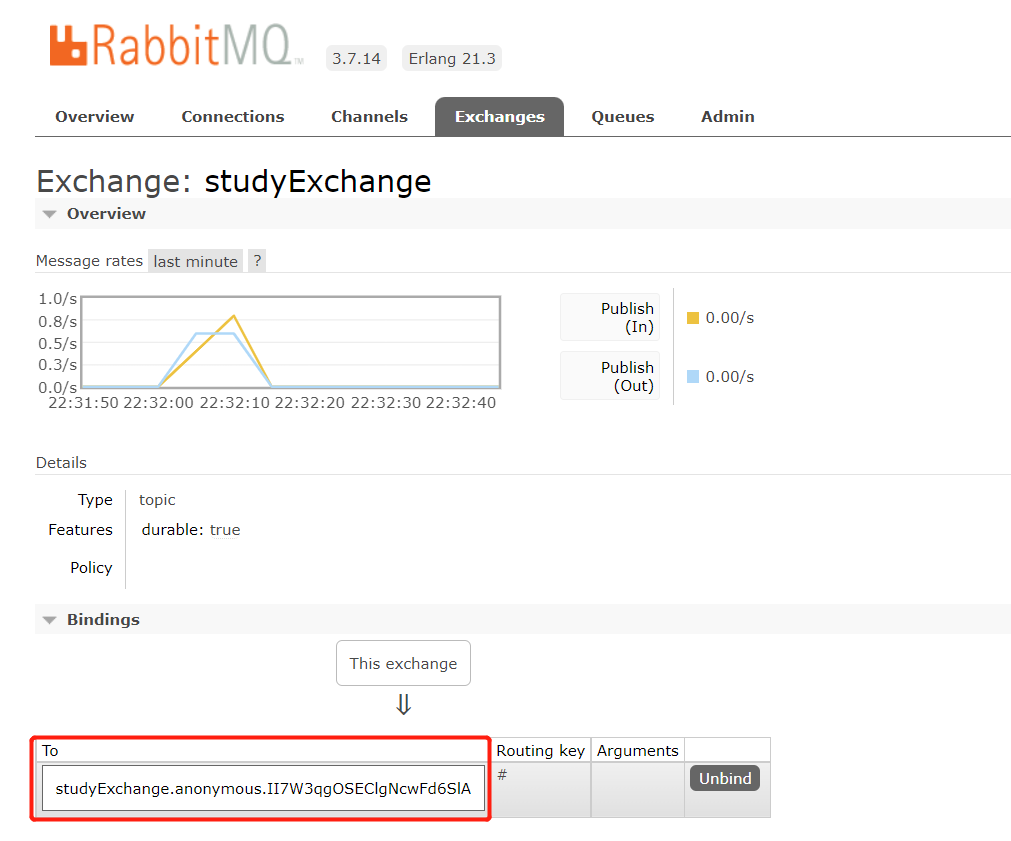 RabbitMQ TM 3.7.14 Erlang 21.3
Overview Connections Channels Exchanges Queues Admin
Exchange: studyExchange
Overview
Message rates last minute ?
1.0/s
0.8/s
0.5/s
0.3/s
0.0/s
22:31:50 22:32:00 22:32:10 22:32:20 22:32:30 22:32:40
Publish
(In)
0.00/s
Publish
(Out)
0.00/s
Details
Type topic
Features durable: true
Policy
Bindings
This exchange
⇓
To Routing key Arguments
studyExchange.anonymous.II7W3qgOSEClgNcwFd6SlA # Unbind